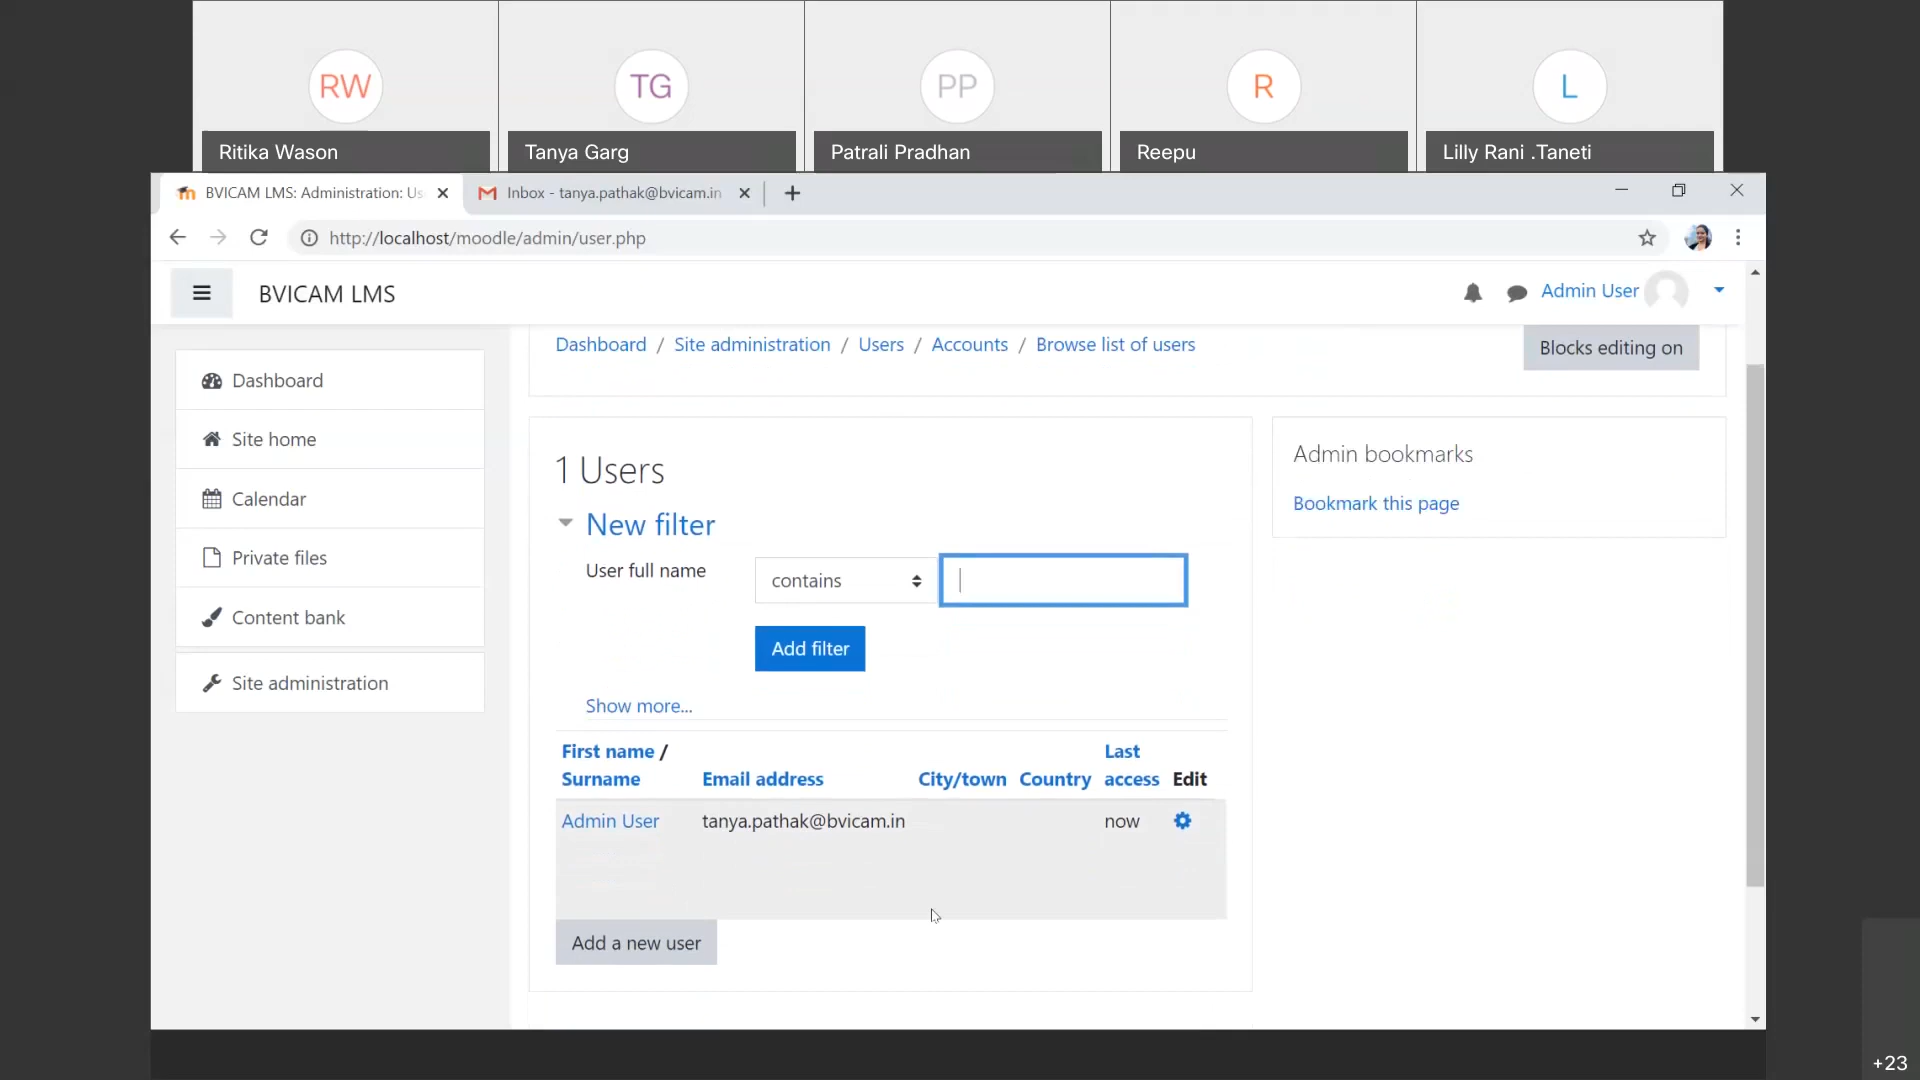 RW
TG
PP
R
L
Ritika Wason
Tanya Garg
Patrali Pradhan
Reepu
Lilly Rani .Taneti
BVICAM LMS: Administration: Us
Inbox - tanya.pathak@bvicam.in
http://localhost/moodle/admin/user.php
BVICAM LMS
Admin User
Dashboard / Site administration / Users / Accounts / Browse list of users
Blocks editing on
Dashboard
Site home
Calendar
Private files
Content bank
Site administration
1 Users
New filter
User full name
contains
Add filter
Show more...
First name / Surname
Email address
City/town
Country
Last access
Edit
Admin User
tanya.pathak@bvicam.in
now
Add a new user
Admin bookmarks
Bookmark this page
+23